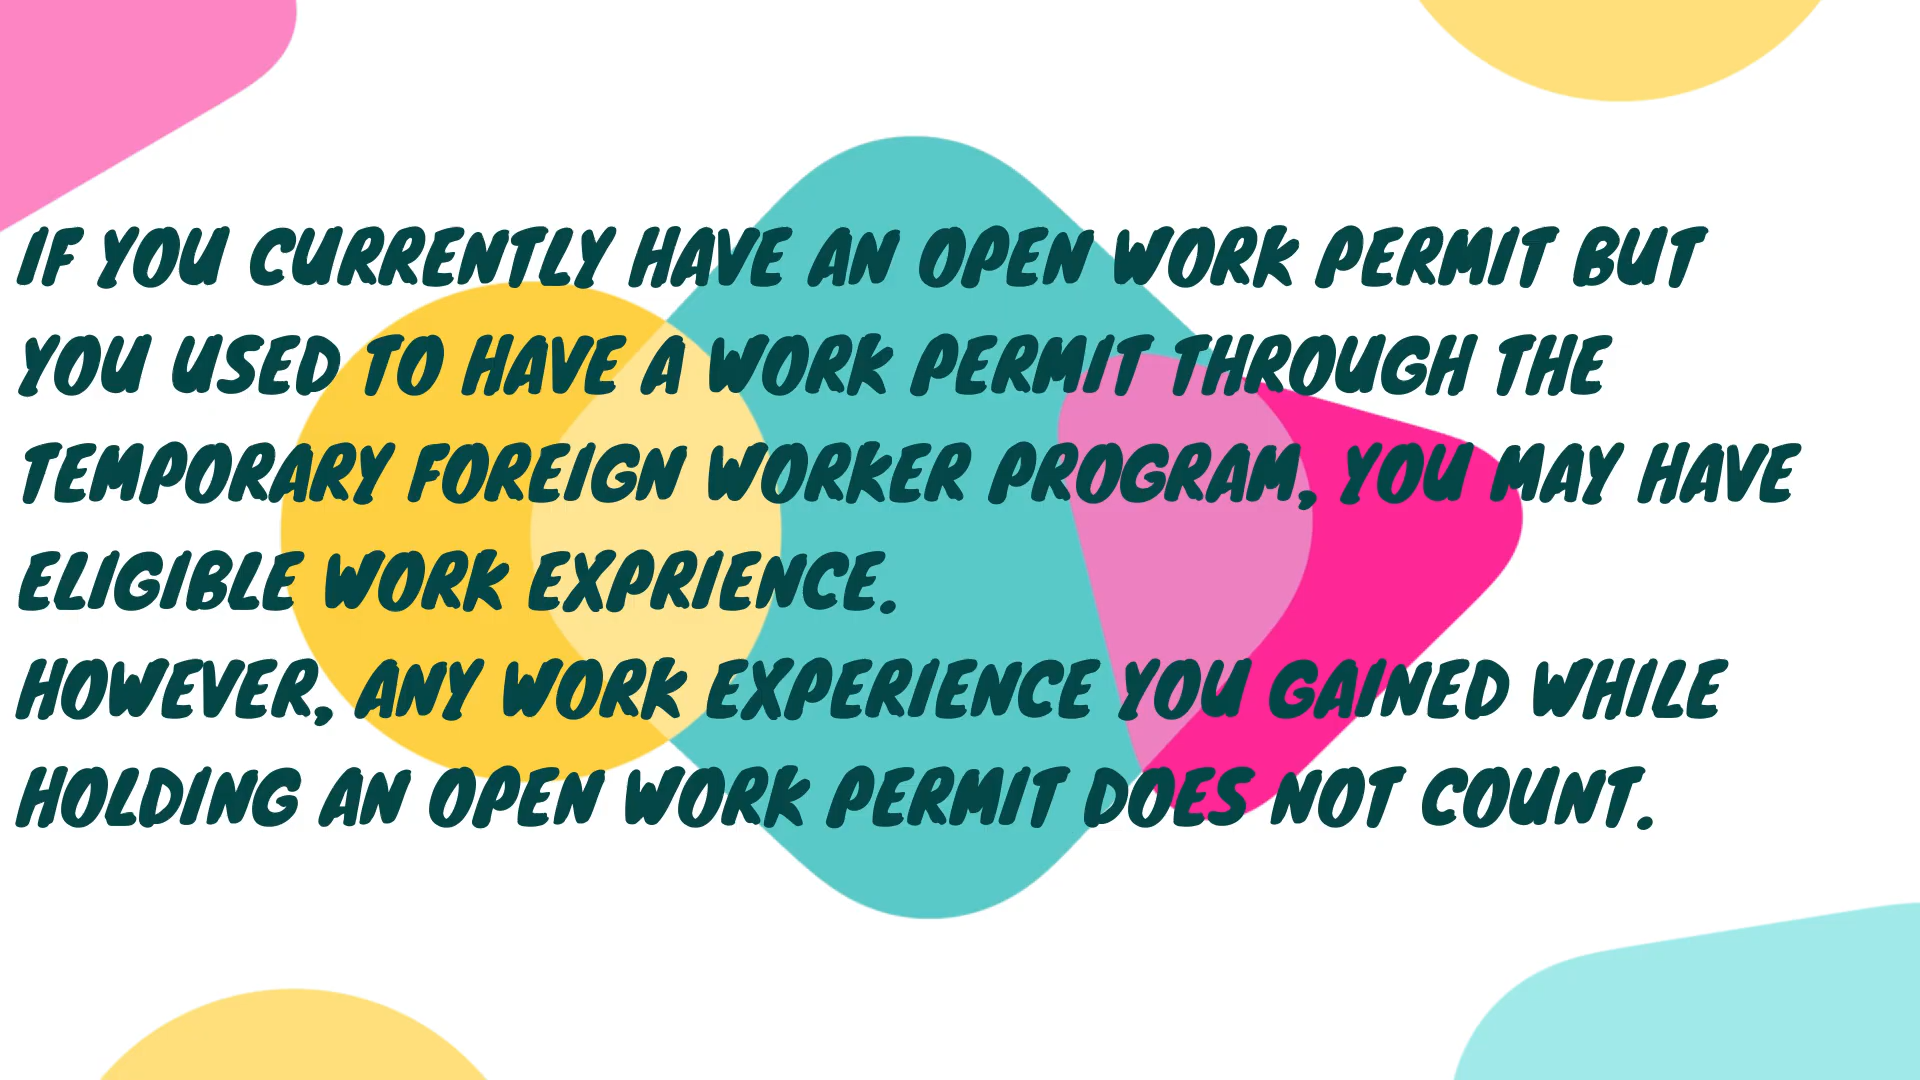 IF YOU CURRENTLY HAVE AN OPEN WORK PERMIT BUT
YOU USED TO HAVE A WORK PERMIT THROUGH THE
TEMPORARY FOREIGN WORKER PROGRAM, YOU MAY HAVE
ELIGIBLE WORK EXPRIENCE.
HOWEVER, ANY WORK EXPERIENCE YOU GAINED WHILE
HOLDING AN OPEN WORK PERMIT DOES NOT COUNT.